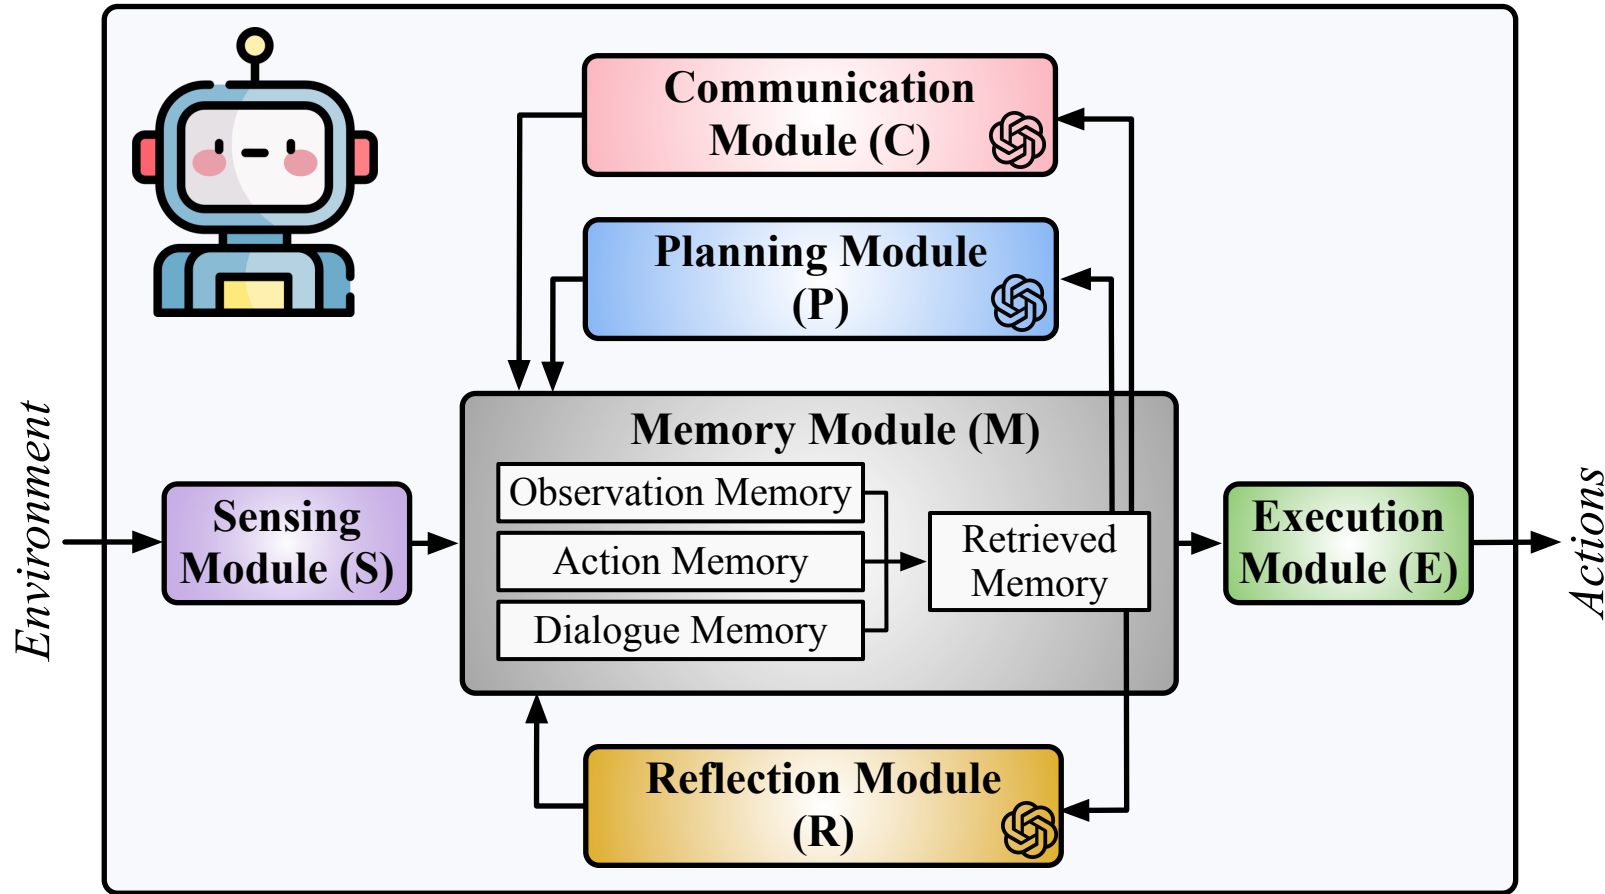 Communication
Module (C)
Planning Module
(P)
Environment
Sensing
Module (S)
Memory Module (M)
Observation Memory
Action Memory
Dialogue Memory
Retrieved
Memory
Execution
Module (E)
Actions
Reflection Module
(R)